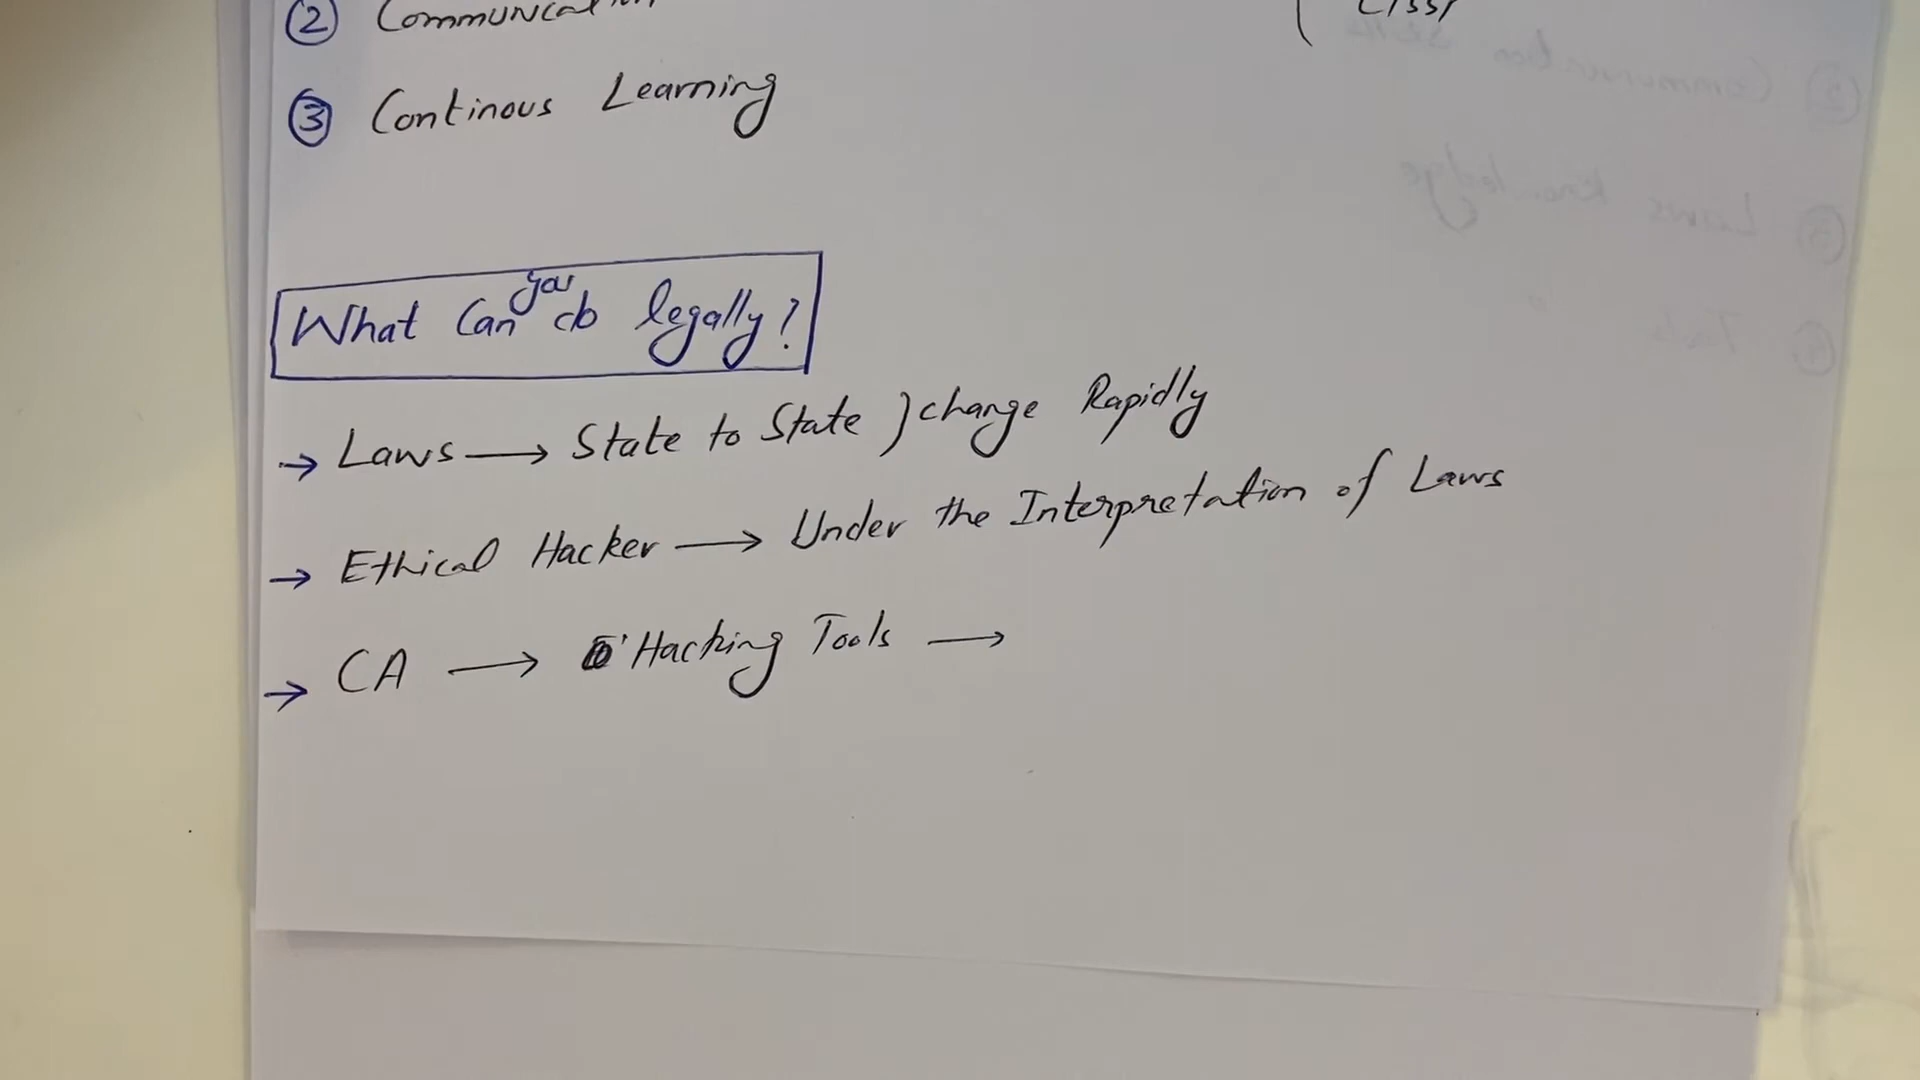 ② Communication
③ Continous Learning
What Can you do legally?
→ Laws → State to State } change Rapidly
→ Ethical Hacker → Under the Interpretation of Laws
→ CA → Hacking Tools →